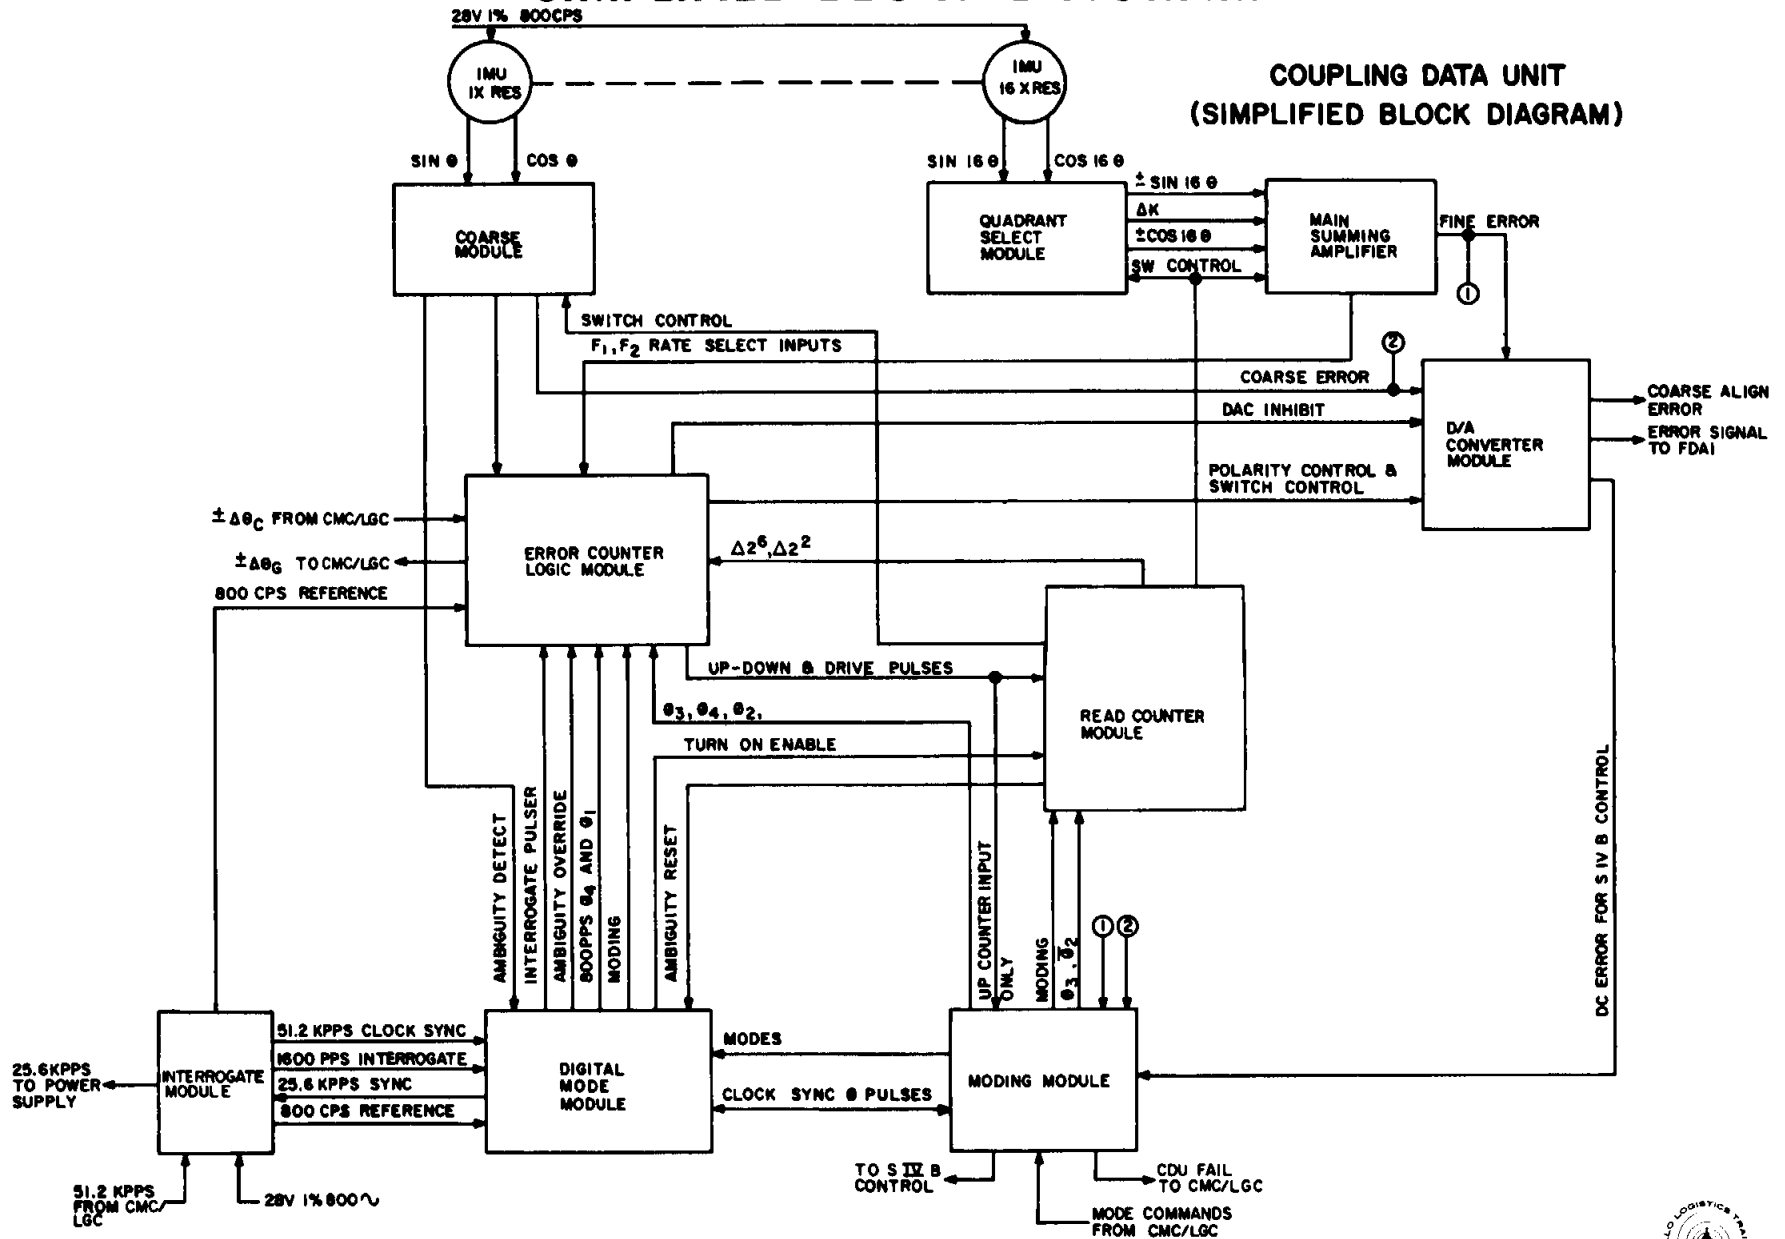 28V 1% 800CPS
IMU
1X RES
IMU
16 X RES
COUPLING DATA UNIT
(SIMPLIFIED BLOCK DIAGRAM)
SIN θ
COS θ
SIN 16 θ
COS 16 θ
COARSE
MODULE
QUADRANT
SELECT
MODULE
± SIN 16 θ
ΔK
±COS 16 θ
SW CONTROL
MAIN
SUMMING
AMPLIFIER
FINE ERROR
①
SWITCH CONTROL
F₁,F₂ RATE SELECT INPUTS
②
COARSE ERROR
DAC INHIBIT
POLARITY CONTROL &
SWITCH CONTROL
D/A
CONVERTER
MODULE
COARSE ALIGN
ERROR
ERROR SIGNAL
TO FDAI
± Δθ_C FROM CMC/LGC
±Δθ_G TO CMC/LGC
800 CPS REFERENCE
ERROR COUNTER
LOGIC MODULE
Δ2⁶,Δ2²
UP-DOWN & DRIVE PULSES
θ₃, θ₄, θ₂,
TURN ON ENABLE
READ COUNTER
MODULE
AMBIGUITY DETECT
INTERROGATE PULSER
AMBIGUITY OVERRIDE
800PPS θ₄ AND θ₁
MODING
AMBIGUITY RESET
UP COUNTER INPUT
ONLY
MODING
θ₃, θ̅₂
①
②
DC ERROR FOR S IV B CONTROL
25.6KPPS
TO POWER
SUPPLY
INTERROGATE
MODULE
51.2 KPPS CLOCK SYNC
1600 PPS INTERROGATE
25.6 KPPS SYNC
800 CPS REFERENCE
DIGITAL
MODE
MODULE
MODES
CLOCK SYNC θ PULSES
MODING MODULE
51.2 KPPS
FROM CMC/
LGC
28V 1% 800~
TO S IV B
CONTROL
CDU FAIL
TO CMC/LGC
MODE COMMANDS
FROM CMC/LGC
LOGISTICS